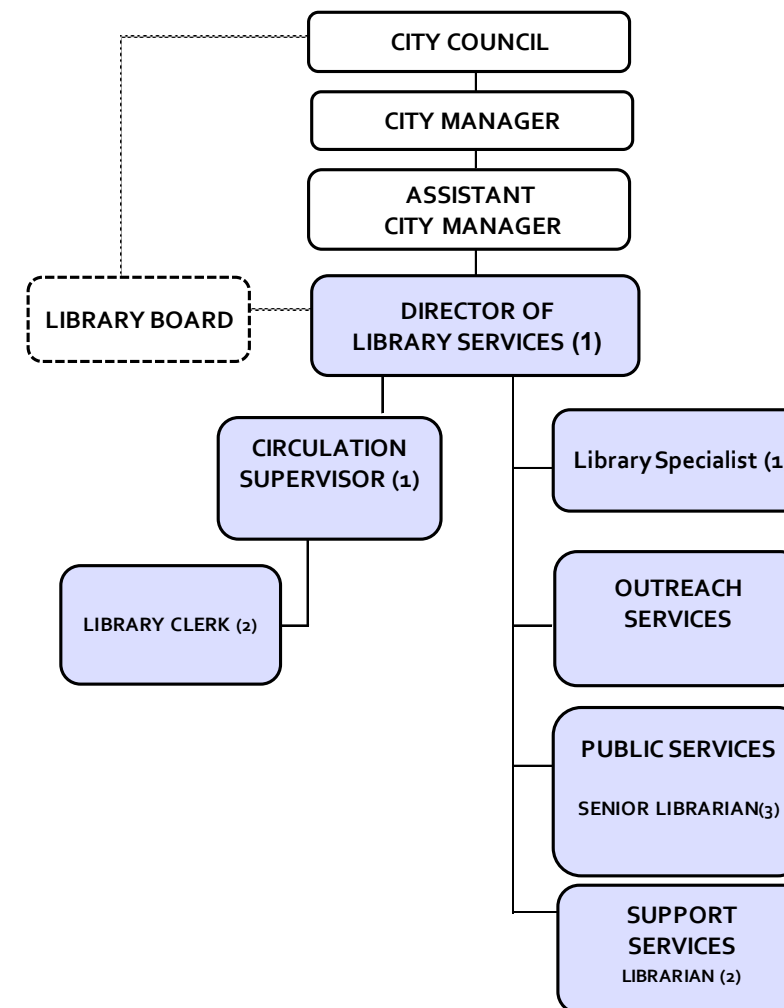 CITY COUNCIL
CITY MANAGER
ASSISTANT
CITY MANAGER
LIBRARY BOARD
DIRECTOR OF
LIBRARY SERVICES (1)
CIRCULATION
SUPERVISOR (1)
Library Specialist (1
LIBRARY CLERK (2)
OUTREACH
SERVICES
PUBLIC SERVICES
SENIOR LIBRARIAN(3)
SUPPORT
SERVICES
LIBRARIAN (2)